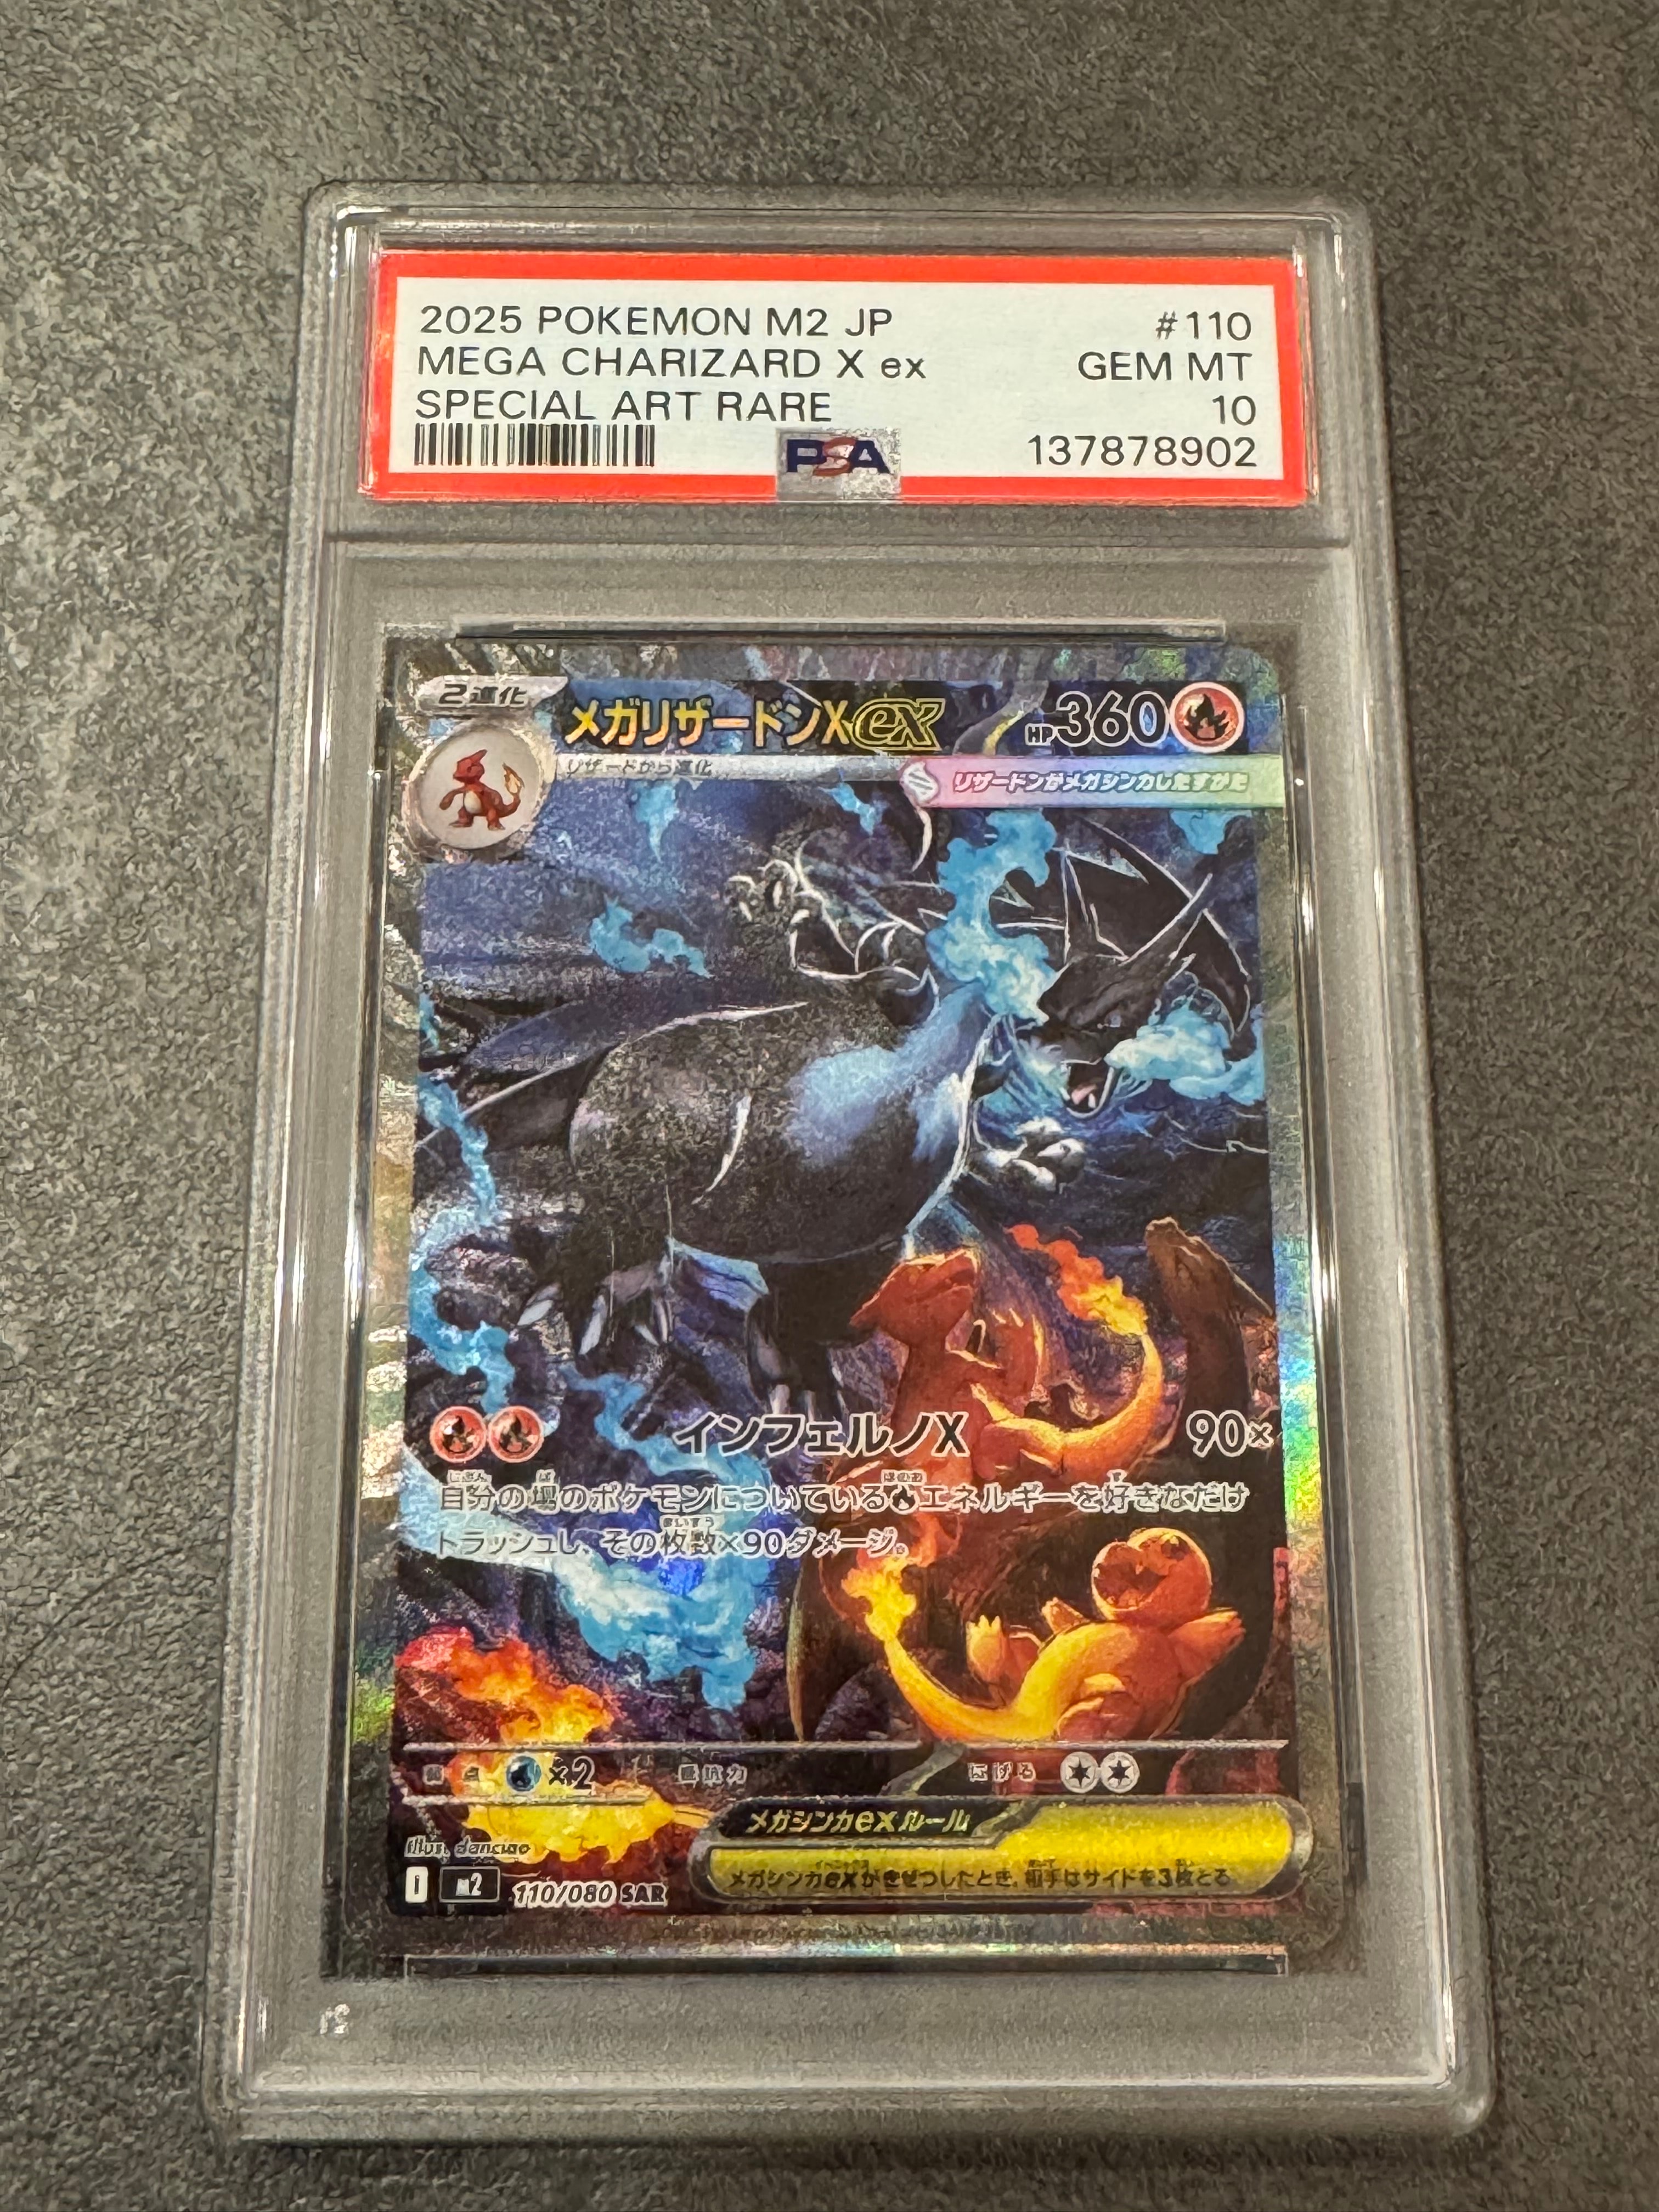 2025 POKEMON M2 JP #110
MEGA CHARIZARD X ex GEM MT
SPECIAL ART RARE 10
PSA 137878902
2進化 メガリザードンXex HP360
リザードから進化 リザードンがメガシンカしたすがた
インフェルノX 90×
自分の場のポケモンについているエネルギーを好きなだけ
トラッシュし、その枚数×90ダメージ。
弱点 ×2 抵抗力 にげる
メガシンカexルール
メガシンカexがきぜつしたとき、相手はサイドを3枚とる
Illus. danciao
I M2 110/080 SAR